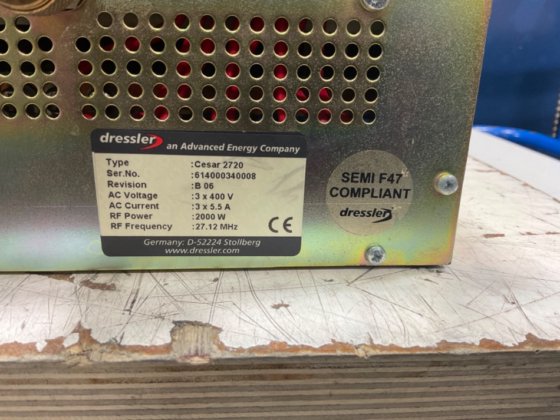 dressler an Advanced Energy Company
Type :Cesar 2720
Ser.No. :614000340008
Revision :B 06
AC Voltage :3 x 400 V
AC Current :3 x 5.5 A
RF Power :2000 W
RF Frequency :27.12 MHz
CE
Germany: D-52224 Stollberg
www.dressler.com
SEMI F47
COMPLIANT
dressler